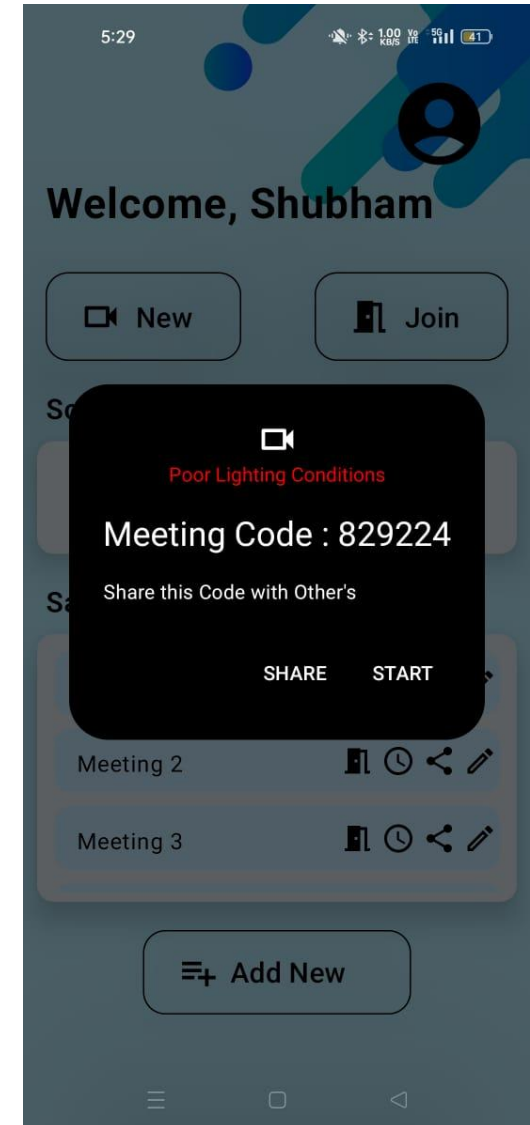 5:29
1.00 KB/S
Vo LTE
5G
41
Welcome, Shubham
New
Join
Poor Lighting Conditions
Meeting Code : 829224
Share this Code with Other's
SHARE START
Meeting 2
Meeting 3
Add New